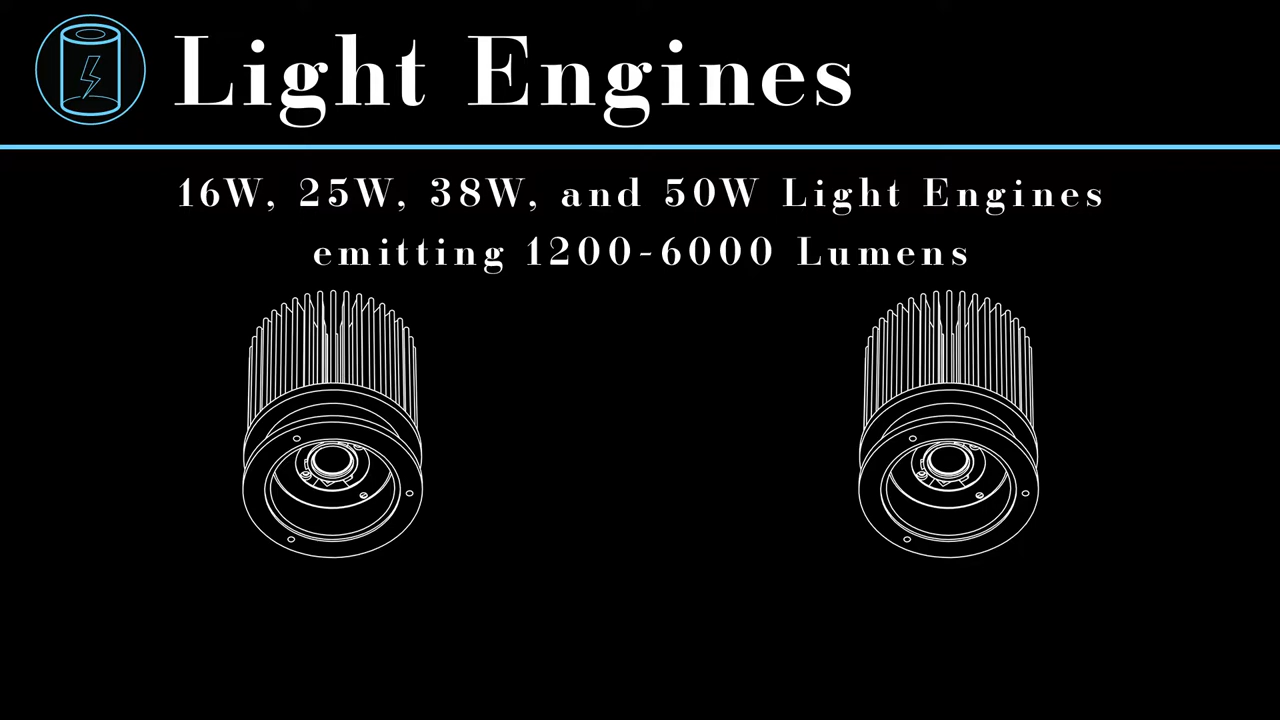 Light Engines
16W, 25W, 38W, and 50W Light Engines
emitting 1200-6000 Lumens